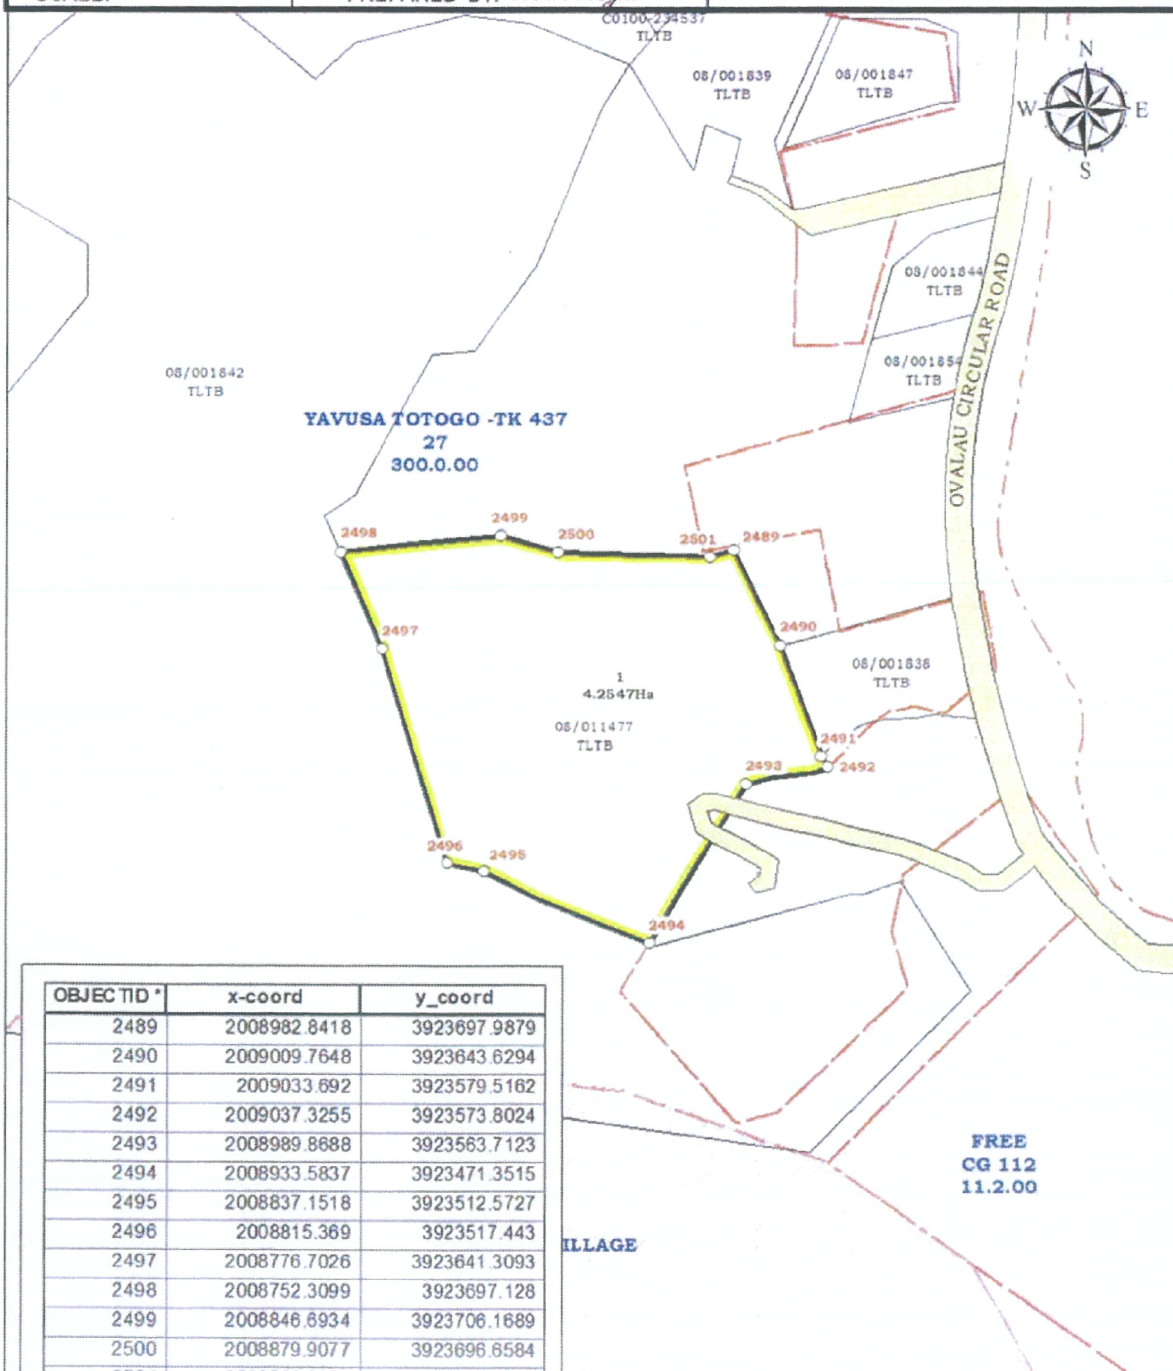 C0100-234537
TLTB
08/001839
TLTB
08/001847
TLTB
N
W
E
S
08/001844
TLTB
08/001854
TLTB
OVALAU CIRCULAR ROAD
08/001842
TLTB
YAVUSA TOTOGO -TK 437
27
300.0.00
2498
2499
2500
2501
2489
2497
2490
08/001838
TLTB
1
4.2547Ha
08/011477
TLTB
2491
2492
2493
2496
2495
2494
OBJECTID * x-coord y_coord
2489 2008982.8418 3923697.9879
2490 2009009.7648 3923643.6294
2491 2009033.692 3923579.5162
2492 2009037.3255 3923573.8024
2493 2008989.8688 3923563.7123
2494 2008933.5837 3923471.3515
2495 2008837.1518 3923512.5727
2496 2008815.369 3923517.443
2497 2008776.7026 3923641.3093
2498 2008752.3099 3923697.128
2499 2008846.6934 3923706.1689
2500 2008879.9077 3923696.6584
ILLAGE
FREE
CG 112
11.2.00